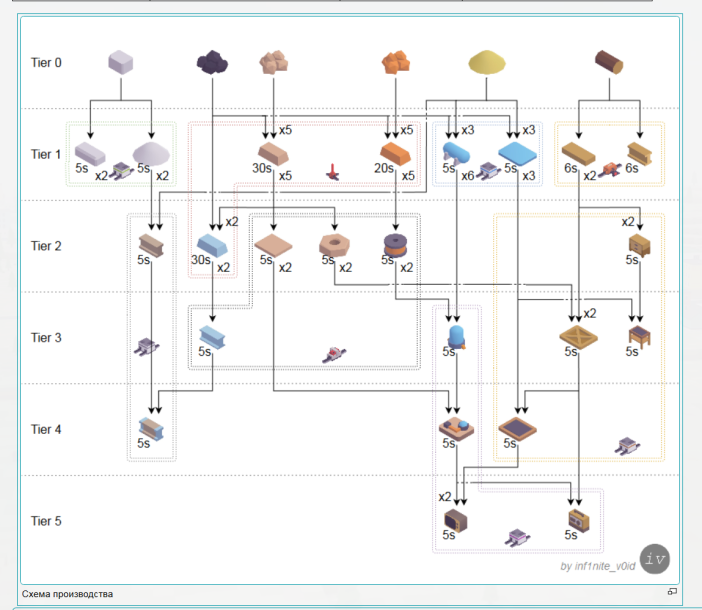 Tier 0
x5 x5 x3 x3
Tier 1
5s x2 5s x2 30s x5 20s x5 5s x6 5s x3 6s x2 6s
x2 x2
Tier 2
5s 30s x2 5s x2 5s x2 5s x2 5s
x2
Tier 3
5s 5s 5s 5s
Tier 4
5s 5s 5s
x2
Tier 5
5s 5s
by inf1nite_v0id iv
Схема производства